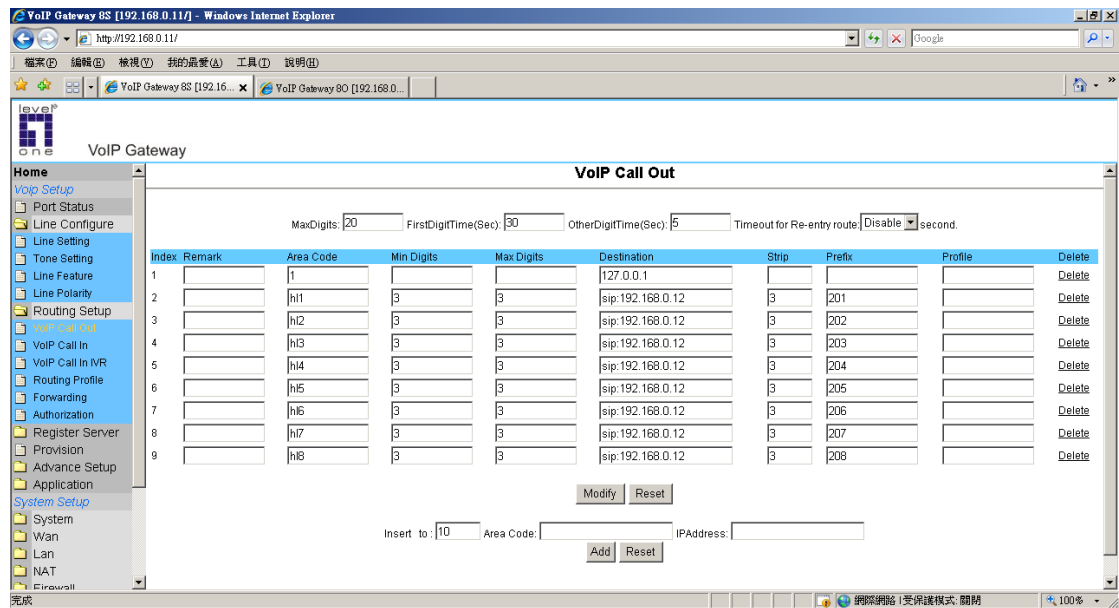 VoIP Gateway 8S [192.168.0.11/] - Windows Internet Explorer
http://192.168.0.11/ Google
檔案(F) 編輯(E) 檢視(V) 我的最愛(A) 工具(T) 說明(H)
VoIP Gateway 8S [192.16... VoIP Gateway 8O [192.168.0...
level one
VoIP Gateway
Home
Voip Setup
Port Status
Line Configure
Line Setting
Tone Setting
Line Feature
Line Polarity
Routing Setup
VoIP Call Out
VoIP Call In
VoIP Call In IVR
Routing Profile
Forwarding
Authorization
Register Server
Provision
Advance Setup
Application
System Setup
System
Wan
Lan
NAT
Firewall
VoIP Call Out
MaxDigits: 20 FirstDigitTime(Sec): 30 OtherDigitTime(Sec): 5 Timeout for Re-entry route: Disable second.
Index Remark Area Code Min Digits Max Digits Destination Strip Prefix Profile Delete
1 1 127.0.0.1 Delete
2 hl1 3 3 sip:192.168.0.12 3 201 Delete
3 hl2 3 3 sip:192.168.0.12 3 202 Delete
4 hl3 3 3 sip:192.168.0.12 3 203 Delete
5 hl4 3 3 sip:192.168.0.12 3 204 Delete
6 hl5 3 3 sip:192.168.0.12 3 205 Delete
7 hl6 3 3 sip:192.168.0.12 3 206 Delete
8 hl7 3 3 sip:192.168.0.12 3 207 Delete
9 hl8 3 3 sip:192.168.0.12 3 208 Delete
Modify Reset
Insert to : 10 Area Code: IPAddress:
Add Reset
完成 網際網路 | 受保護模式: 關閉 100%